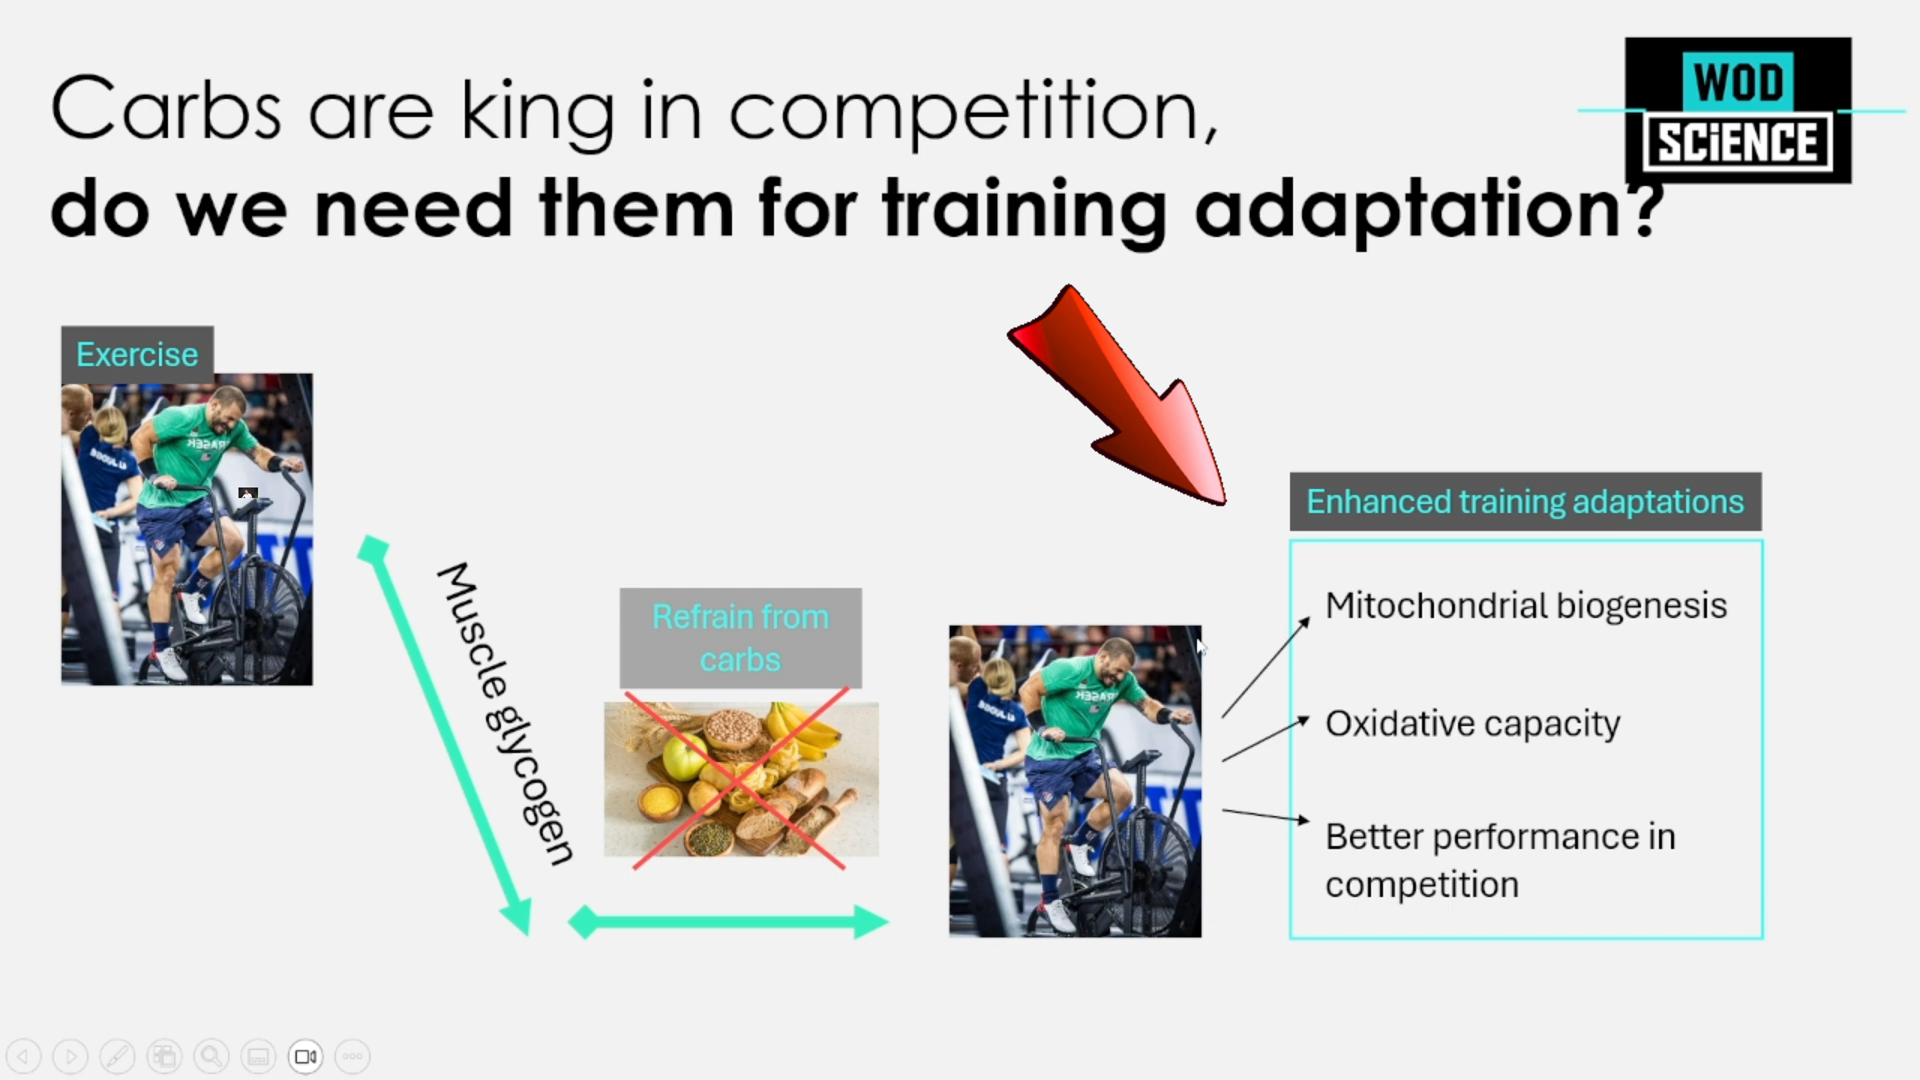 Carbs are king in competition,
do we need them for training adaptation?
WOD
SCiENCE
Exercise
Muscle glycogen
Refrain from
carbs
Enhanced training adaptations
Mitochondrial biogenesis
Oxidative capacity
Better performance in
competition